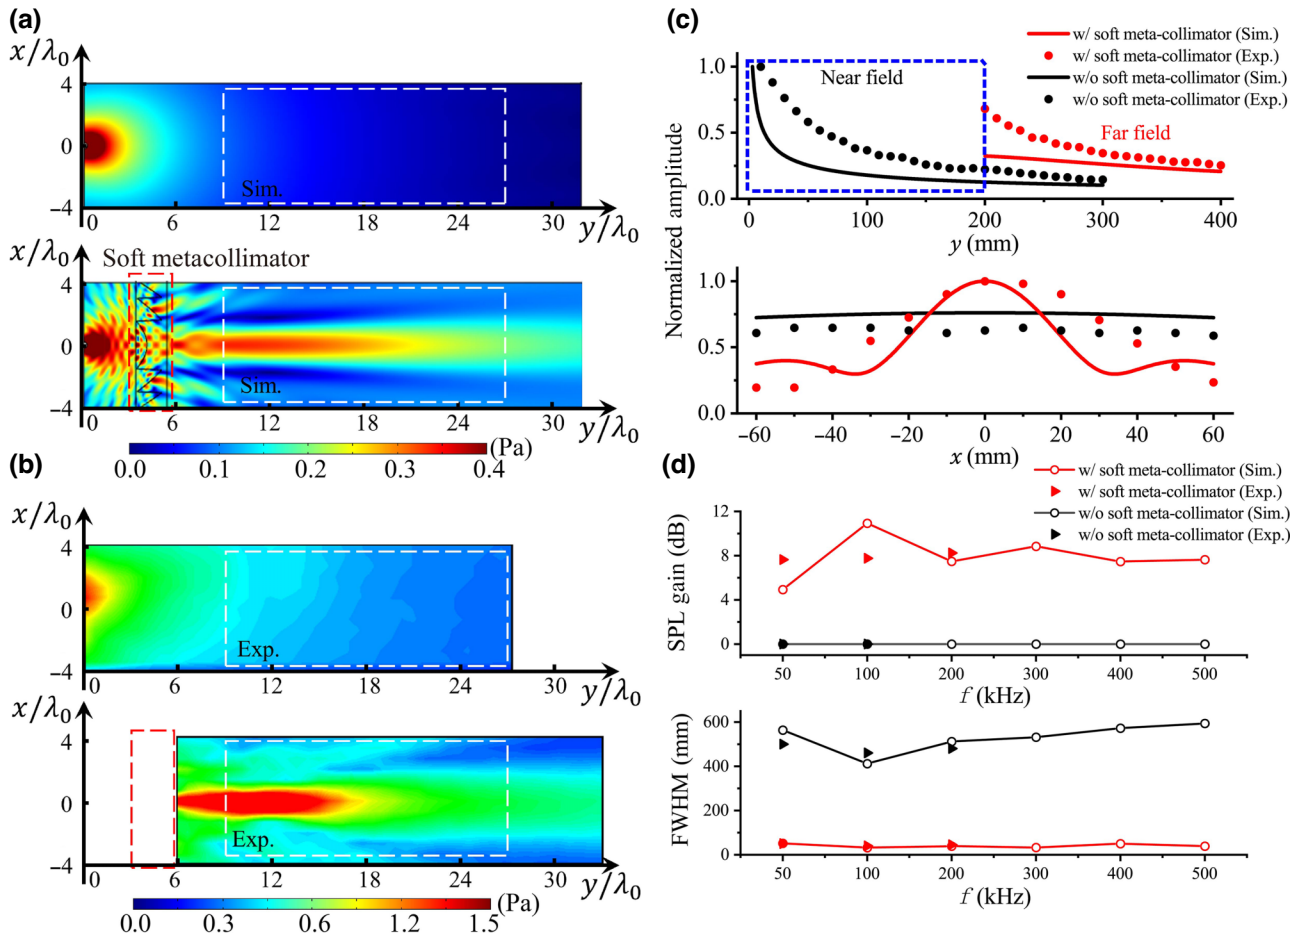 (a)
x/λ₀
4
0
−4
Sim.
0 6 12 18 24 30
y/λ₀
x/λ₀
Soft metacollimator
4
0
−4
Sim.
0 6 12 18 24 30
y/λ₀
0.0 0.1 0.2 0.3 0.4
(Pa)
(b)
x/λ₀
4
0
−4
Exp.
0 6 12 18 24 30
y/λ₀
x/λ₀
4
0
−4
Exp.
0 6 12 18 24 30
y/λ₀
0.0 0.3 0.6 1.2 1.5
(Pa)
(c)
w/ soft meta-collimator (Sim.)
w/ soft meta-collimator (Exp.)
w/o soft meta-collimator (Sim.)
w/o soft meta-collimator (Exp.)
Near field
Far field
1.0
0.5
0.0
0 100 200 300 400
y (mm)
Normalized amplitude
1.0
0.5
0.0
−60 −40 −20 0 20 40 60
x (mm)
(d)
w/ soft meta-collimator (Sim.)
w/ soft meta-collimator (Exp.)
w/o soft meta-collimator (Sim.)
w/o soft meta-collimator (Exp.)
SPL gain (dB)
12
8
4
0
50 100 200 300 400 500
f (kHz)
FWHM (mm)
600
400
200
0
50 100 200 300 400 500
f (kHz)